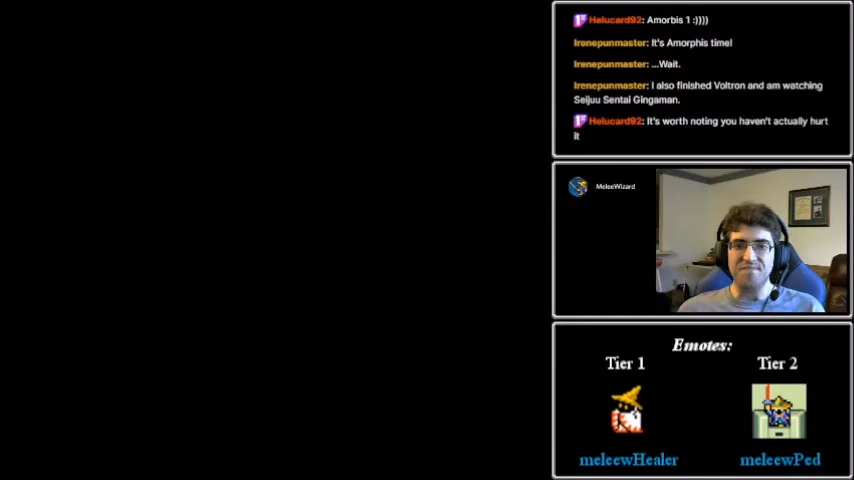 Helucard92: Amorbis 1 :))))
Irenepunmaster: It's Amorphis time!
Irenepunmaster: ...Wait.
Irenepunmaster: I also finished Voltron and am watching
Seijuu Sentai Gingaman.
Helucard92: It's worth noting you haven't actually hurt
it
MeleeWizard
Emotes:
Tier 1 Tier 2
meleewHealer meleewPed